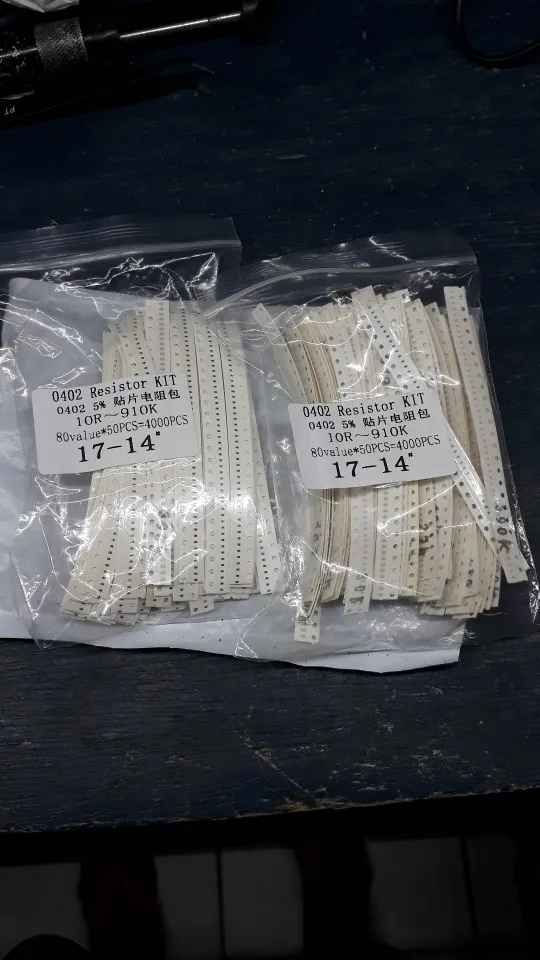 PT
0402 Resistor KIT
0402 5% 贴片电阻包
10R～910K
80value*50PCS=4000PCS
17-14"
0402 Resistor KIT
0402 5% 贴片电阻包
10R～910K
80value*50PCS=4000PCS
17-14"